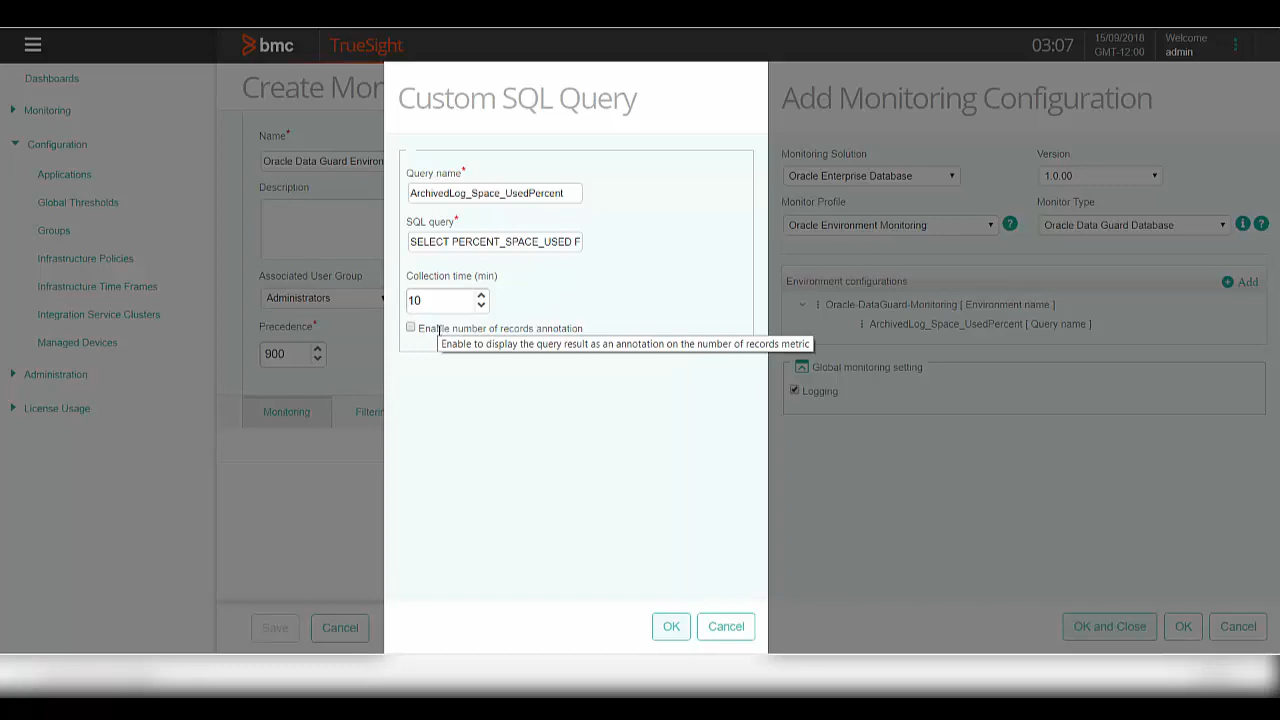 bmc
TrueSight
03:07
15/09/2018
GMT-12:00
Welcome
admin
Dashboards
Monitoring
Configuration
Applications
Global Thresholds
Groups
Infrastructure Policies
Infrastructure Time Frames
Integration Service Clusters
Managed Devices
Administration
License Usage
Create Mor
Name*
Oracle Data Guard Environ
Description
Associated User Group
Administrators
Precedence*
900
Monitoring
Filterin
Save
Cancel
Custom SQL Query
Query name*
ArchivedLog_Space_UsedPercent
SQL query*
SELECT PERCENT_SPACE_USED F
Collection time (min)
10
Enable number of records annotation
Enable to display the query result as an annotation on the number of records metric
OK
Cancel
Add Monitoring Configuration
Monitoring Solution
Version
Oracle Enterprise Database
1.0.00
Monitor Profile
Monitor Type
Oracle Environment Monitoring
Oracle Data Guard Database
Environment configurations
Add
Oracle-DataGuard-Monitoring [ Environment name ]
ArchivedLog_Space_UsedPercent [ Query name ]
Global monitoring setting
Logging
OK and Close
OK
Cancel